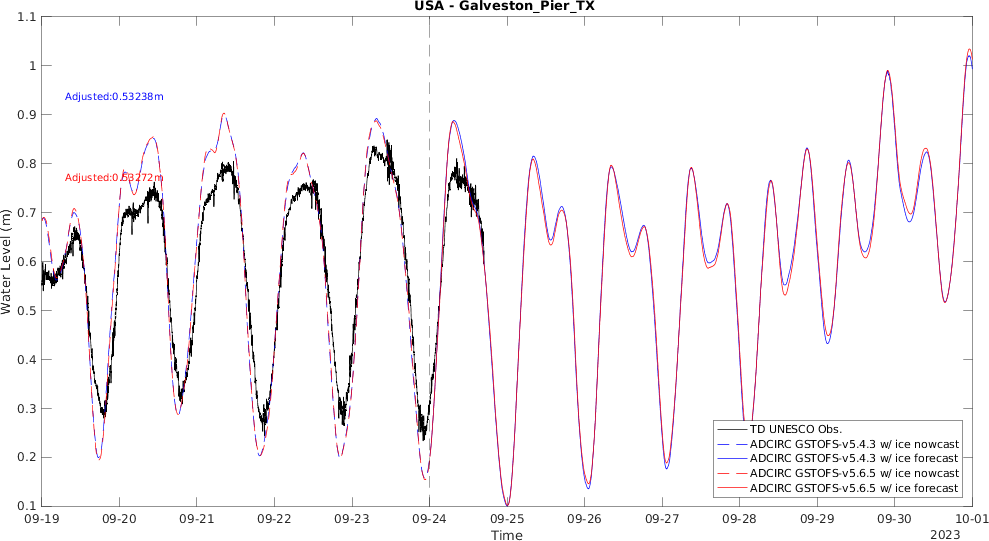 USA - Galveston_Pier_TX
1.1
1
0.9
0.8
0.7
0.6
0.5
0.4
0.3
0.2
0.1
Water Level (m)
Adjusted:0.53238m
Adjusted:0.53272m
TD UNESCO Obs.
ADCIRC GSTOFS-v5.4.3 w/ ice nowcast
ADCIRC GSTOFS-v5.4.3 w/ ice forecast
ADCIRC GSTOFS-v5.6.5 w/ ice nowcast
ADCIRC GSTOFS-v5.6.5 w/ ice forecast
09-19 09-20 09-21 09-22 09-23 09-24 09-25 09-26 09-27 09-28 09-29 09-30 10-01
Time
2023